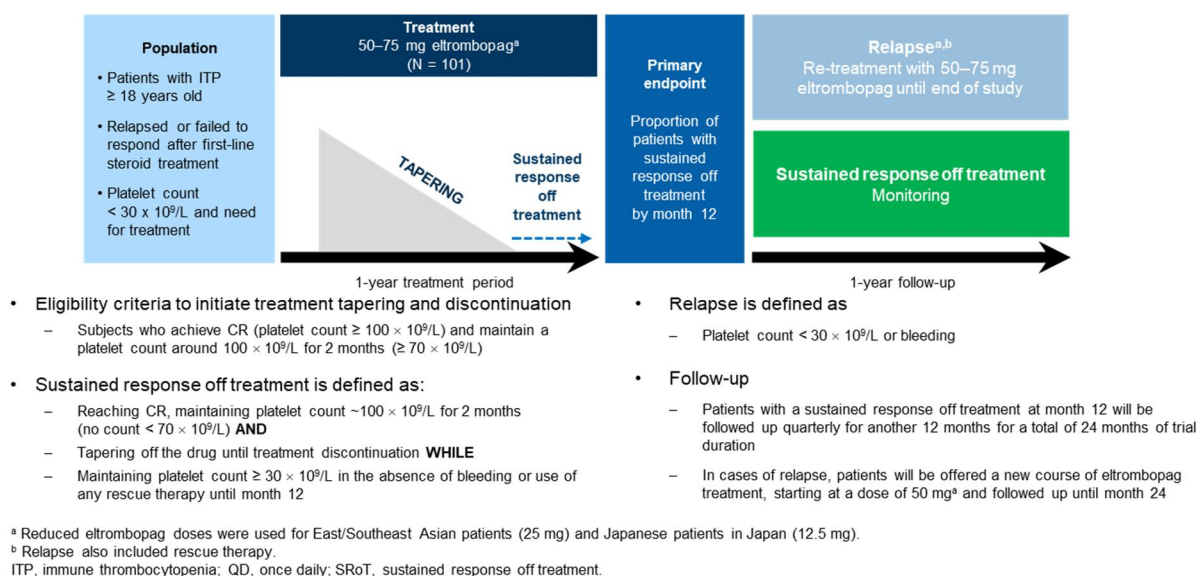 Population
• Patients with ITP
≥ 18 years old
• Relapsed or failed to
respond after first-line
steroid treatment
• Platelet count
< 30 x 10⁹/L and need
for treatment
Treatment
50–75 mg eltrombopagᵃ
(N = 101)
TAPERING
Sustained
response
off
treatment
1-year treatment period
Primary
endpoint
Proportion of
patients with
sustained
response off
treatment
by month 12
Relapseᵃ,ᵇ
Re-treatment with 50–75 mg
eltrombopag until end of study
Sustained response off treatment
Monitoring
1-year follow-up
• Eligibility criteria to initiate treatment tapering and discontinuation
– Subjects who achieve CR (platelet count ≥ 100 × 10⁹/L) and maintain a
platelet count around 100 × 10⁹/L for 2 months (≥ 70 × 10⁹/L)
• Sustained response off treatment is defined as:
– Reaching CR, maintaining platelet count ~100 × 10⁹/L for 2 months
(no count < 70 × 10⁹/L) AND
– Tapering off the drug until treatment discontinuation WHILE
– Maintaining platelet count ≥ 30 × 10⁹/L in the absence of bleeding or use of
any rescue therapy until month 12
• Relapse is defined as
– Platelet count < 30 × 10⁹/L or bleeding
• Follow-up
– Patients with a sustained response off treatment at month 12 will be
followed up quarterly for another 12 months for a total of 24 months of trial
duration
– In cases of relapse, patients will be offered a new course of eltrombopag
treatment, starting at a dose of 50 mgᵃ and followed up until month 24
ᵃ Reduced eltrombopag doses were used for East/Southeast Asian patients (25 mg) and Japanese patients in Japan (12.5 mg).
ᵇ Relapse also included rescue therapy.
ITP, immune thrombocytopenia; QD, once daily; SRoT, sustained response off treatment.